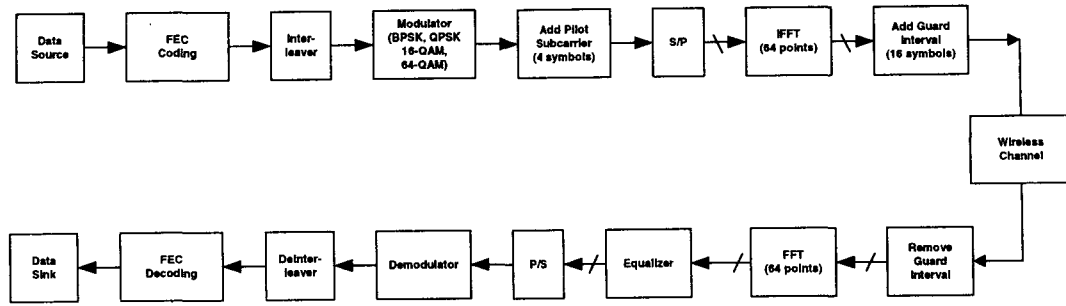 Data
Source
FEC
Coding
Inter-
leaver
Modulator
(BPSK, QPSK
16-QAM,
64-QAM)
Add Pilot
Subcarrier
(4 symbols)
S/P
IFFT
(64 points)
Add Guard
Interval
(16 symbols)
Wireless
Channel
Data
Sink
FEC
Decoding
Deinter-
leaver
Demodulator
P/S
Equalizer
FFT
(64 points)
Remove
Guard
Interval